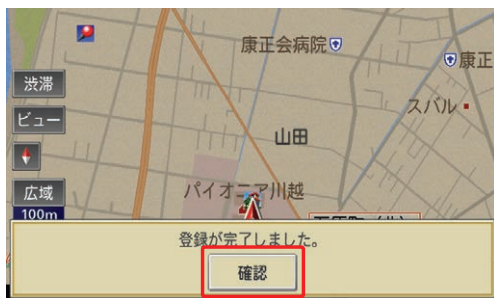 康正会病院
康正
渋滞
スバル
ビュー
山田
広域
パイオニア川越
100m
登録が完了しました。
確認